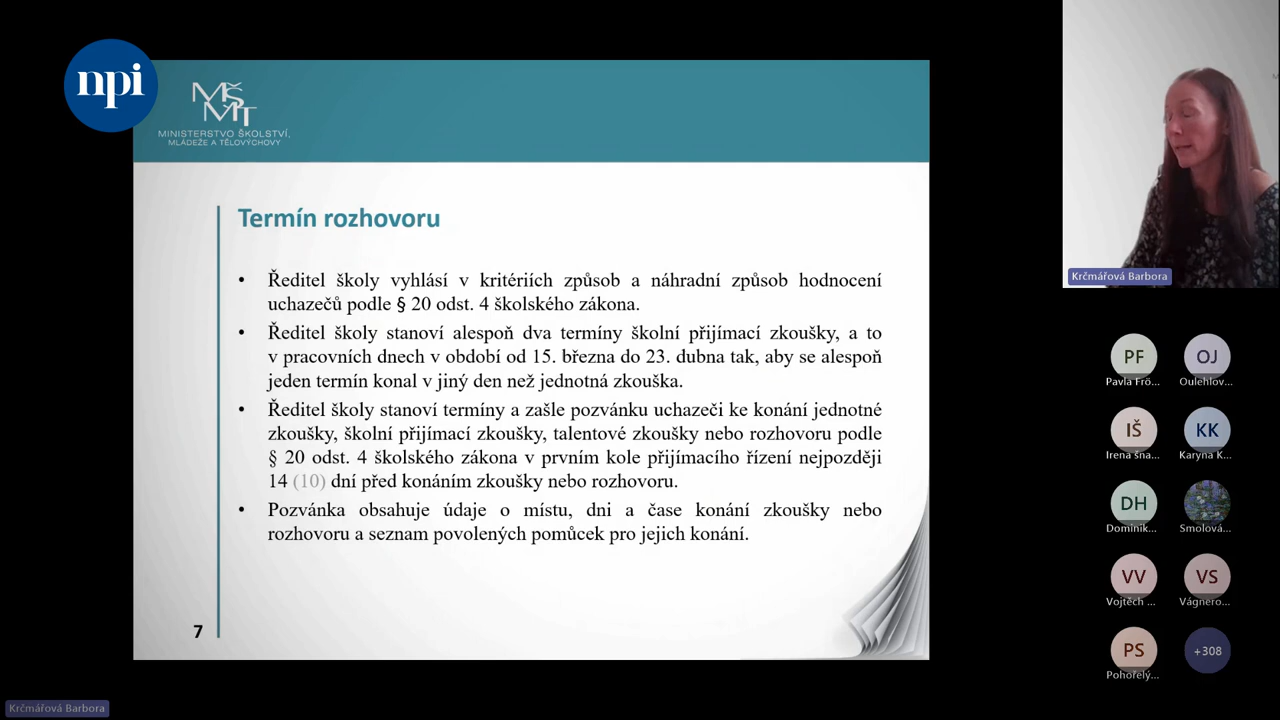 npi
MŠMT
MINISTERSTVO ŠKOLSTVÍ,
MLÁDEŽE A TĚLOVÝCHOVY
Termín rozhovoru
• Ředitel školy vyhlásí v kritériích způsob a náhradní způsob hodnocení
uchazečů podle § 20 odst. 4 školského zákona.
• Ředitel školy stanoví alespoň dva termíny školní přijímací zkoušky, a to
v pracovních dnech v období od 15. března do 23. dubna tak, aby se alespoň
jeden termín konal v jiný den než jednotná zkouška.
• Ředitel školy stanoví termíny a zašle pozvánku uchazeči ke konání jednotné
zkoušky, školní přijímací zkoušky, talentové zkoušky nebo rozhovoru podle
§ 20 odst. 4 školského zákona v prvním kole přijímacího řízení nejpozději
14 (10) dní před konáním zkoušky nebo rozhovoru.
• Pozvánka obsahuje údaje o místu, dni a čase konání zkoušky nebo
rozhovoru a seznam povolených pomůcek pro jejich konání.
7
Krčmářová Barbora
PF OJ
Pavla Frö... Oulehlov...
IŠ KK
Irena šna... Karyna K...
DH
Dominik... Smolová...
VV VS
Vojtěch ... Vágnero...
PS +308
Pohořelý...
Krčmářová Barbora